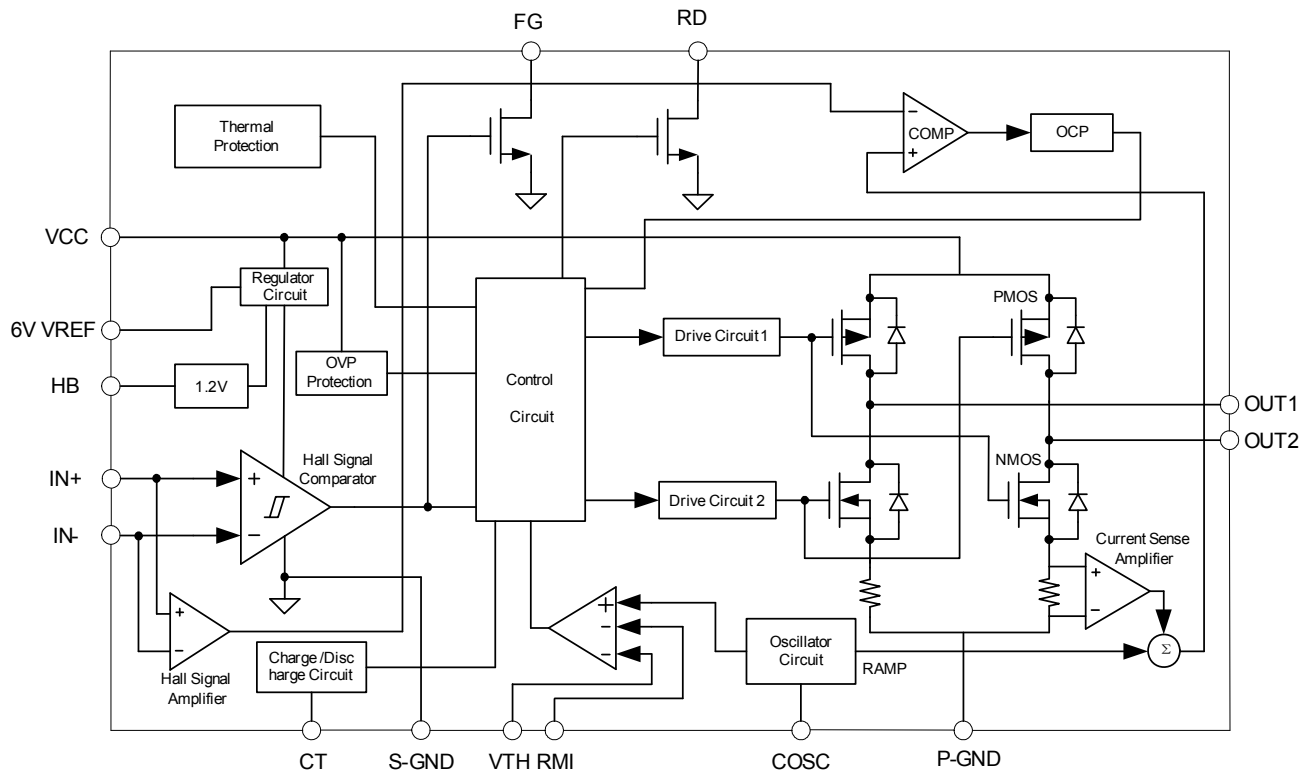 FG
RD
Thermal
Protection
−
COMP
+
OCP
VCC
Regulator
Circuit
PMOS
6V VREF
Drive Circuit 1
OVP
Protection
Control
Circuit
HB
1.2V
OUT1
OUT2
Hall Signal
Comparator
NMOS
IN+
+
Drive Circuit 2
IN-
−
Current Sense
Amplifier
+
−
+
−
+
−
−
Oscillator
Circuit
RAMP
Σ
Charge /Disc
harge Circuit
Hall Signal
Amplifier
CT
S-GND
VTH
RMI
COSC
P-GND